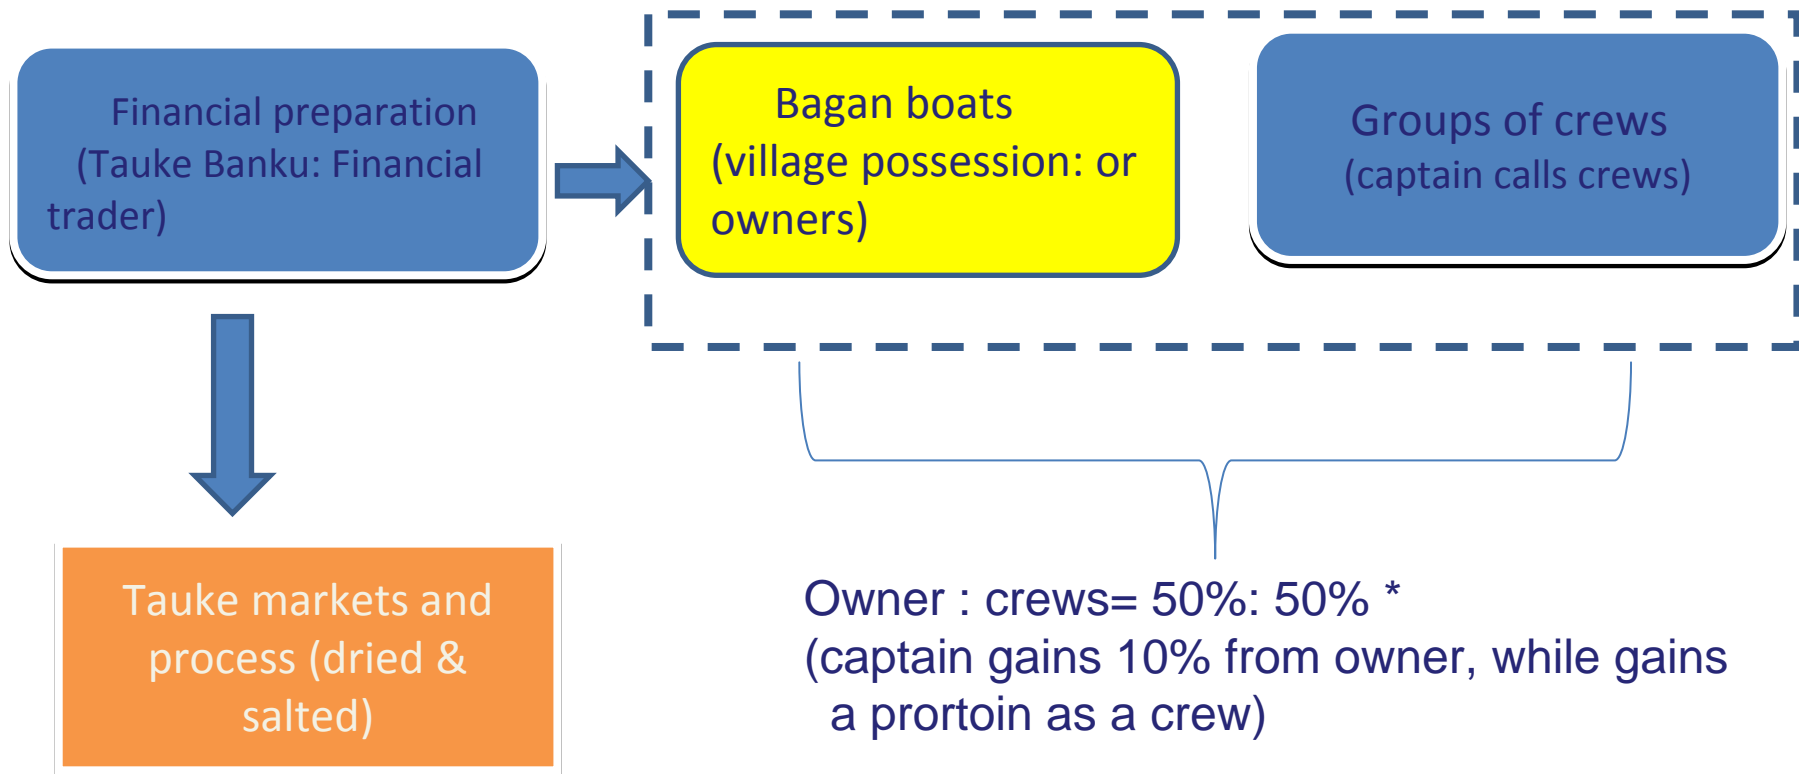 Financial preparation
(Tauke Banku: Financial
trader)
Bagan boats
(village possession: or
owners)
Groups of crews
(captain calls crews)
Tauke markets and
process (dried &
salted)
Owner : crews= 50%: 50% *
(captain gains 10% from owner, while gains
a prortoin as a crew)